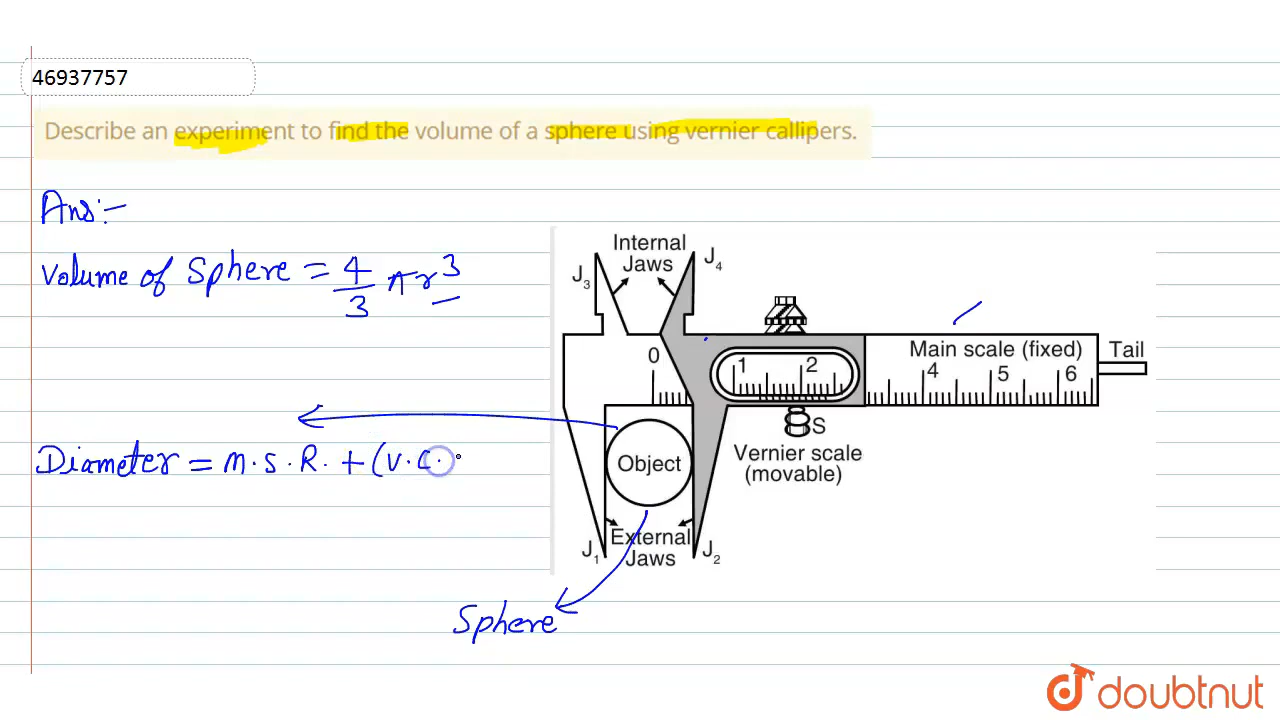 46937757
Describe an experiment to find the volume of a sphere using vernier callipers.
Ans:-
Volume of Sphere = 4/3 πr³
Internal Jaws
J₃
J₄
0
1 2
Main scale (fixed)
4 5 6
Tail
S
Vernier scale (movable)
Diameter = M.S.R. + (V.C.
Object
External Jaws
J₁
J₂
Sphere
doubtnut